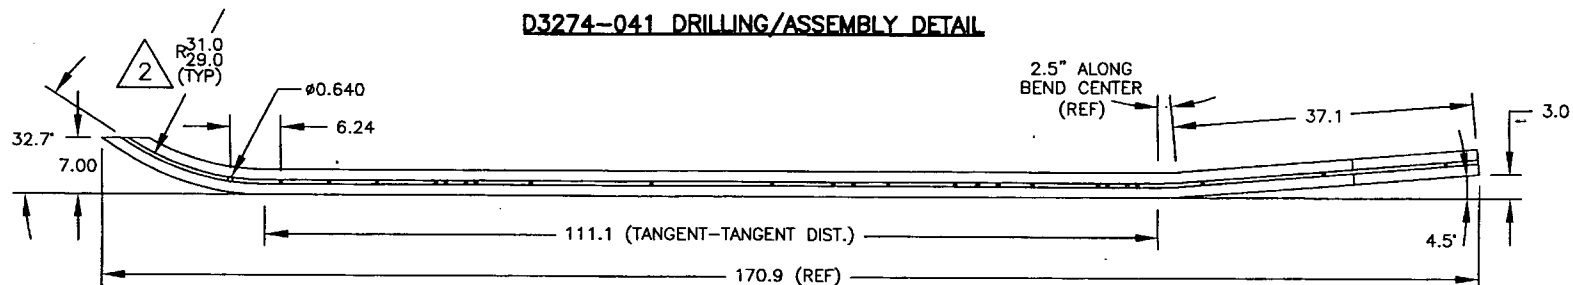 D3274-041 DRILLING/ASSEMBLY DETAIL
2
R31.0
29.0
(TYP)
ø0.640
6.24
2.5" ALONG
BEND CENTER
(REF)
37.1
3.0
32.7°
7.00
111.1 (TANGENT-TANGENT DIST.)
4.5°
170.9 (REF)